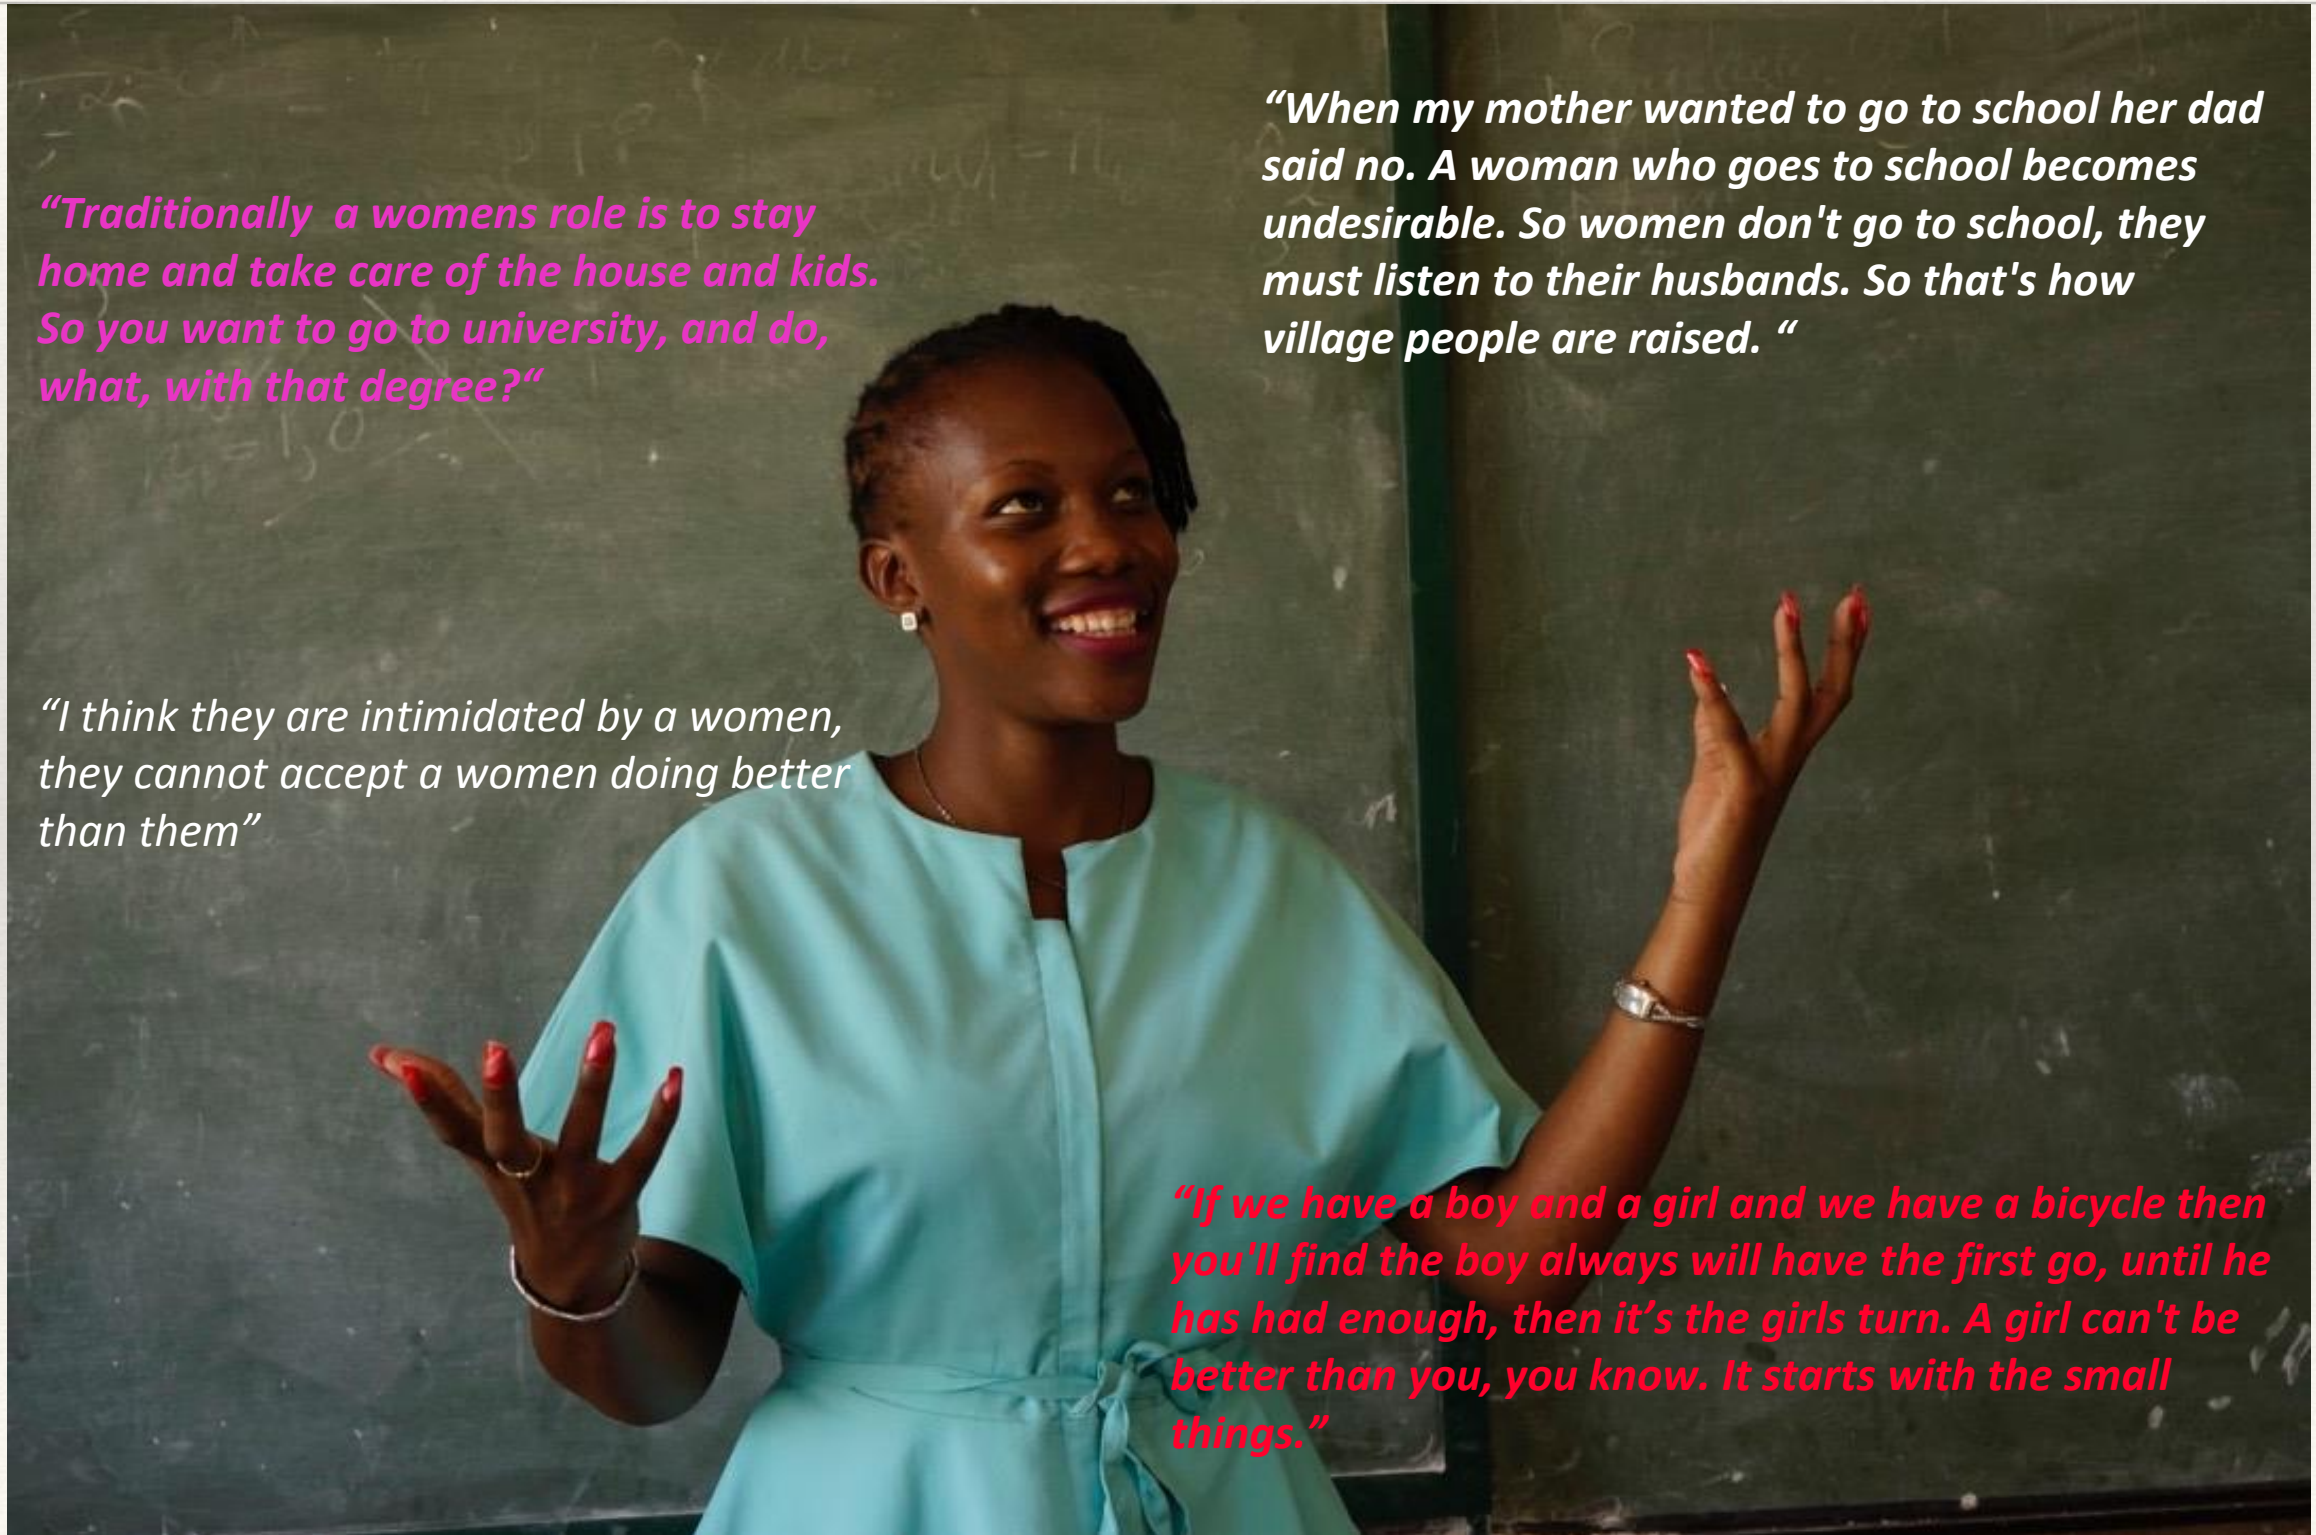 “Traditionally  a womens role is to stay
home and take care of the house and kids.
So you want to go to university, and do,
what, with that degree?“
“When my mother wanted to go to school her dad
said no. A woman who goes to school becomes
undesirable. So women don't go to school, they
must listen to their husbands. So that's how
village people are raised. “
“I think they are intimidated by a women,
they cannot accept a women doing better
than them”
“If we have a boy and a girl and we have a bicycle then
you'll find the boy always will have the first go, until he
has had enough, then it’s the girls turn. A girl can't be
better than you, you know. It starts with the small
things.”